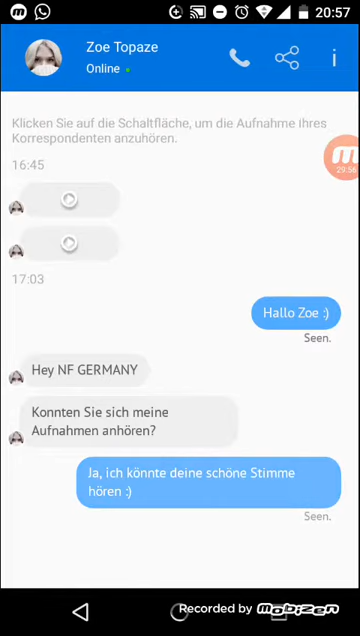 20:57
Zoe Topaze
Online
Klicken Sie auf die Schaltfläche, um die Aufnahme Ihres
Korrespondenten anzuhören.
29:56
16:45
17:03
Hallo Zoe :)
Seen.
Hey NF GERMANY
Konnten Sie sich meine
Aufnahmen anhören?
Ja, ich könnte deine schöne Stimme
hören :)
Seen.
Recorded by mobizen